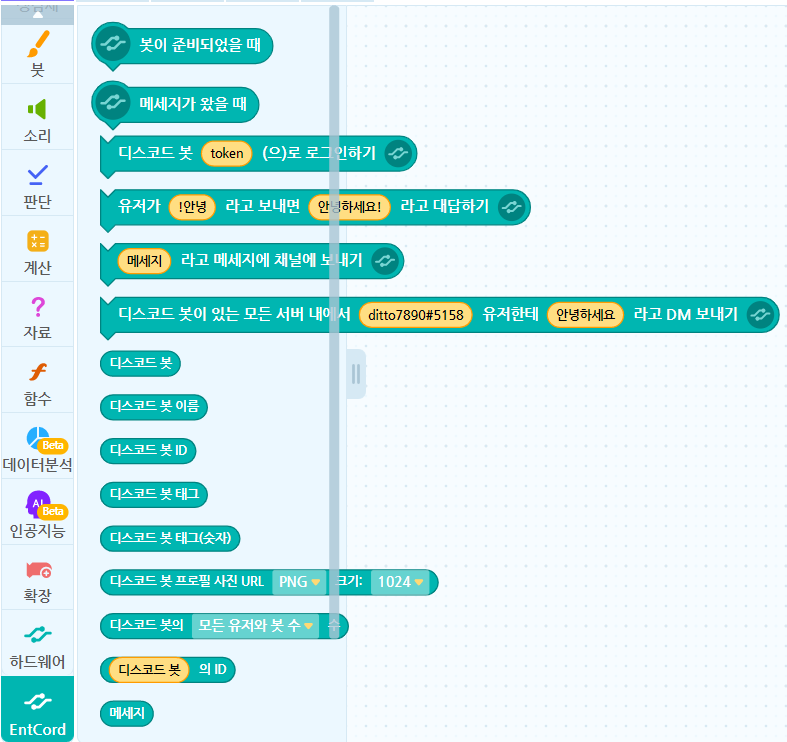 붓
소리
판단
계산
자료
함수
Beta
데이터분석
AI
Beta
인공지능
확장
하드웨어
EntCord
봇이 준비되었을 때
메세지가 왔을 때
디스코드 봇 token (으)로 로그인하기
유저가 !안녕 라고 보내면 안녕하세요! 라고 대답하기
메세지 라고 메세지에 채널에 보내기
디스코드 봇이 있는 모든 서버 내에서 ditto7890#5158 유저한테 안녕하세요 라고 DM 보내기
디스코드 봇
디스코드 봇 이름
디스코드 봇 ID
디스코드 봇 태그
디스코드 봇 태그(숫자)
디스코드 봇 프로필 사진 URL PNG 크기: 1024
디스코드 봇의 모든 유저와 봇 수 수
디스코드 봇 의 ID
메세지